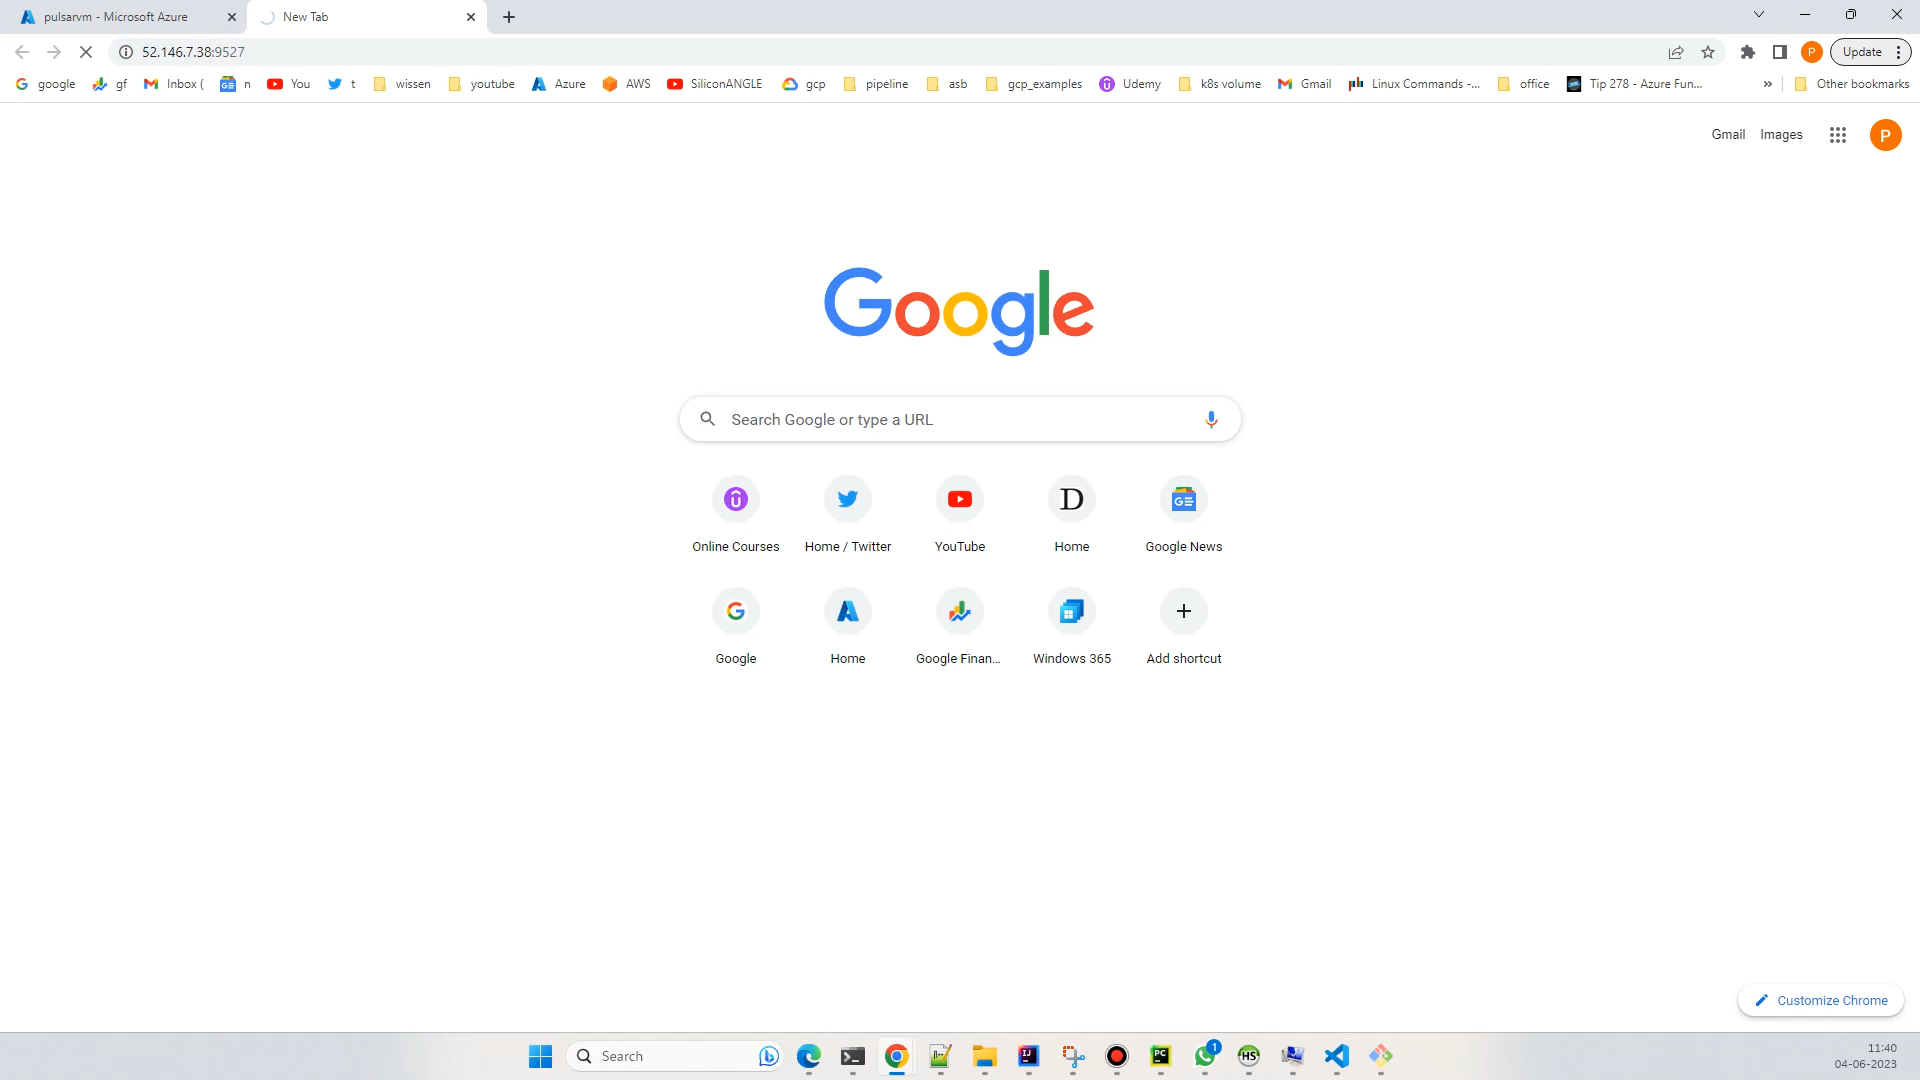 pulsarvm - Microsoft Azure
New Tab
52.146.7.38:9527
Update
google
gf
Inbox (
n
You
t
wissen
youtube
Azure
AWS
SiliconANGLE
gcp
pipeline
asb
gcp_examples
Udemy
k8s volume
Gmail
Linux Commands -...
office
Tip 278 - Azure Fun...
»
Other bookmarks
Gmail
Images
P
Google
Search Google or type a URL
Online Courses
Home / Twitter
YouTube
Home
Google News
Google
Home
Google Finan...
Windows 365
Add shortcut
Customize Chrome
Search
1
11:40
04-06-2023